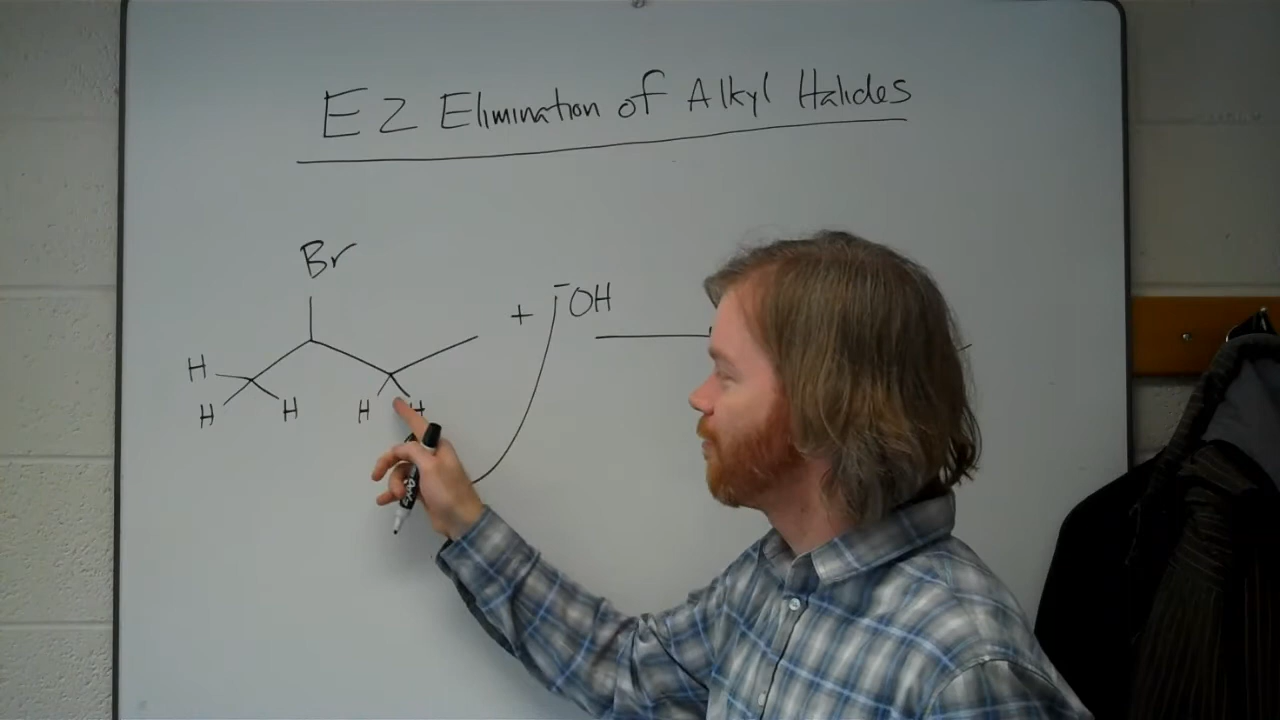 E2 Elimination of Alkyl Halides
Br
+ ⁻OH
H
H H H H